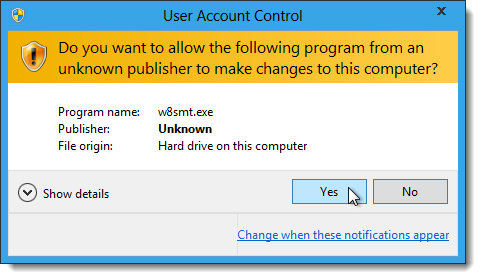 User Account Control
Do you want to allow the following program from an
unknown publisher to make changes to this computer?
Program name: w8smt.exe
Publisher: Unknown
File origin: Hard drive on this computer
Show details
Yes
No
Change when these notifications appear